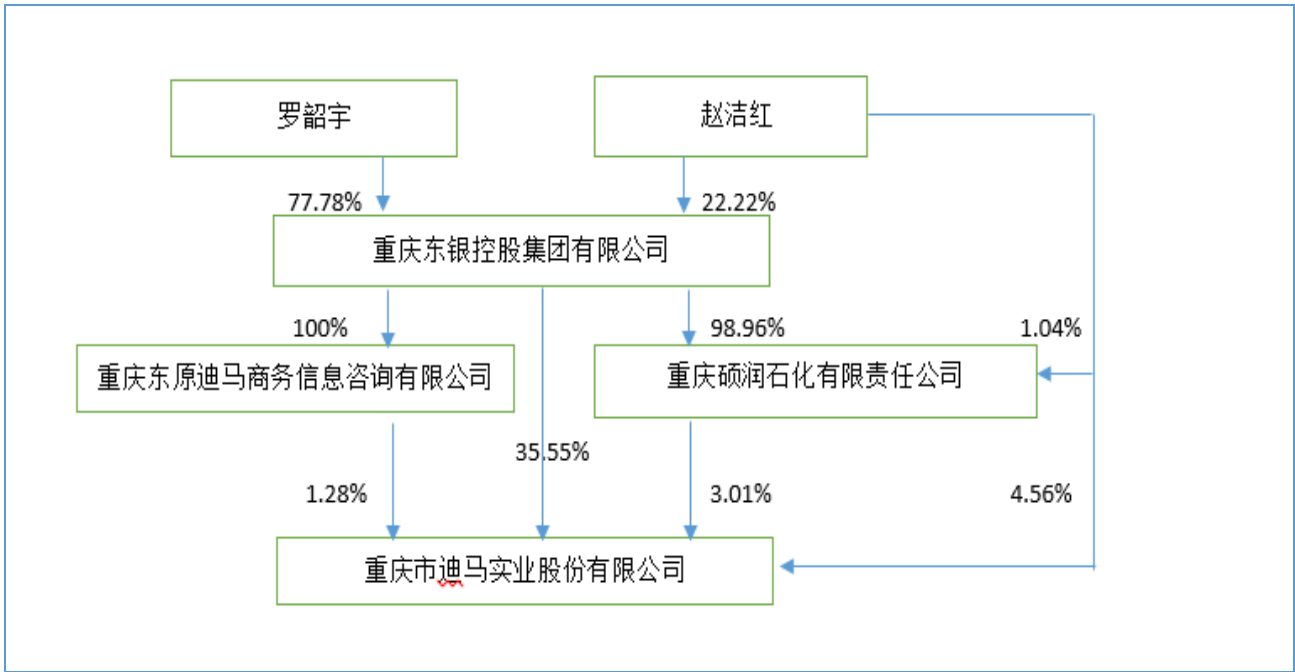 罗韶宇
赵洁红
77.78%
22.22%
重庆东银控股集团有限公司
100%
98.96%
1.04%
重庆东原迪马商务信息咨询有限公司
重庆硕润石化有限责任公司
35.55%
1.28%
3.01%
4.56%
重庆市迪马实业股份有限公司